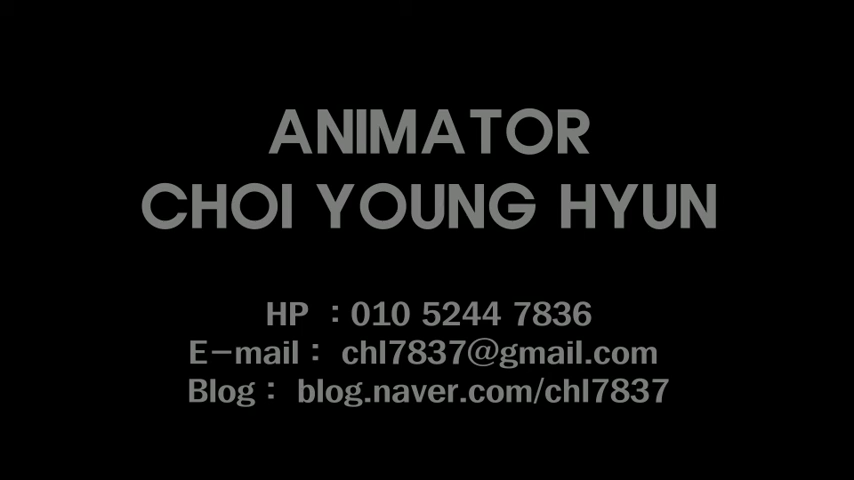 ANIMATOR
CHOI YOUNG HYUN
HP : 010 5244 7836
E-mail : chl7837@gmail.com
Blog : blog.naver.com/chl7837